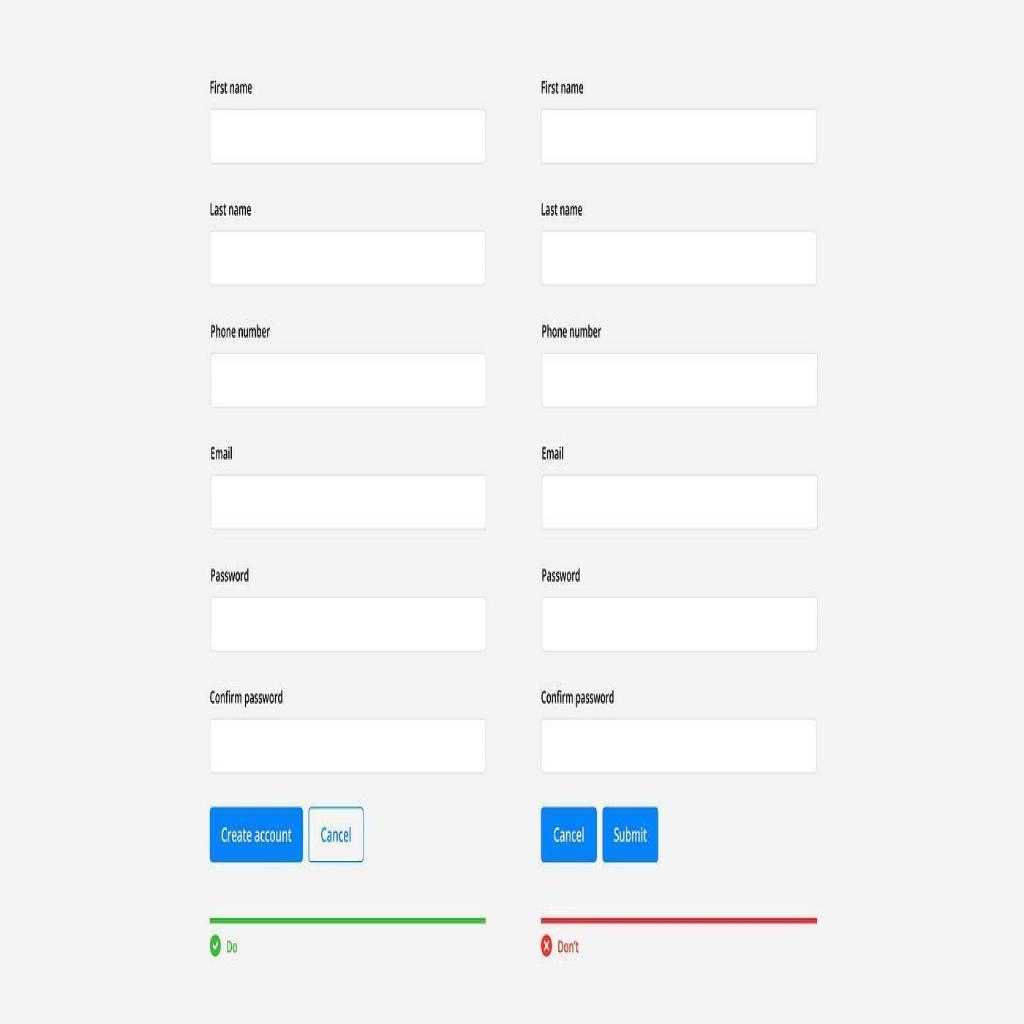 First name
Last name
Phone number
Email
Password
Confirm password
Create account
Cancel
Do
First name
Last name
Phone number
Email
Password
Confirm password
Cancel
Submit
Don't